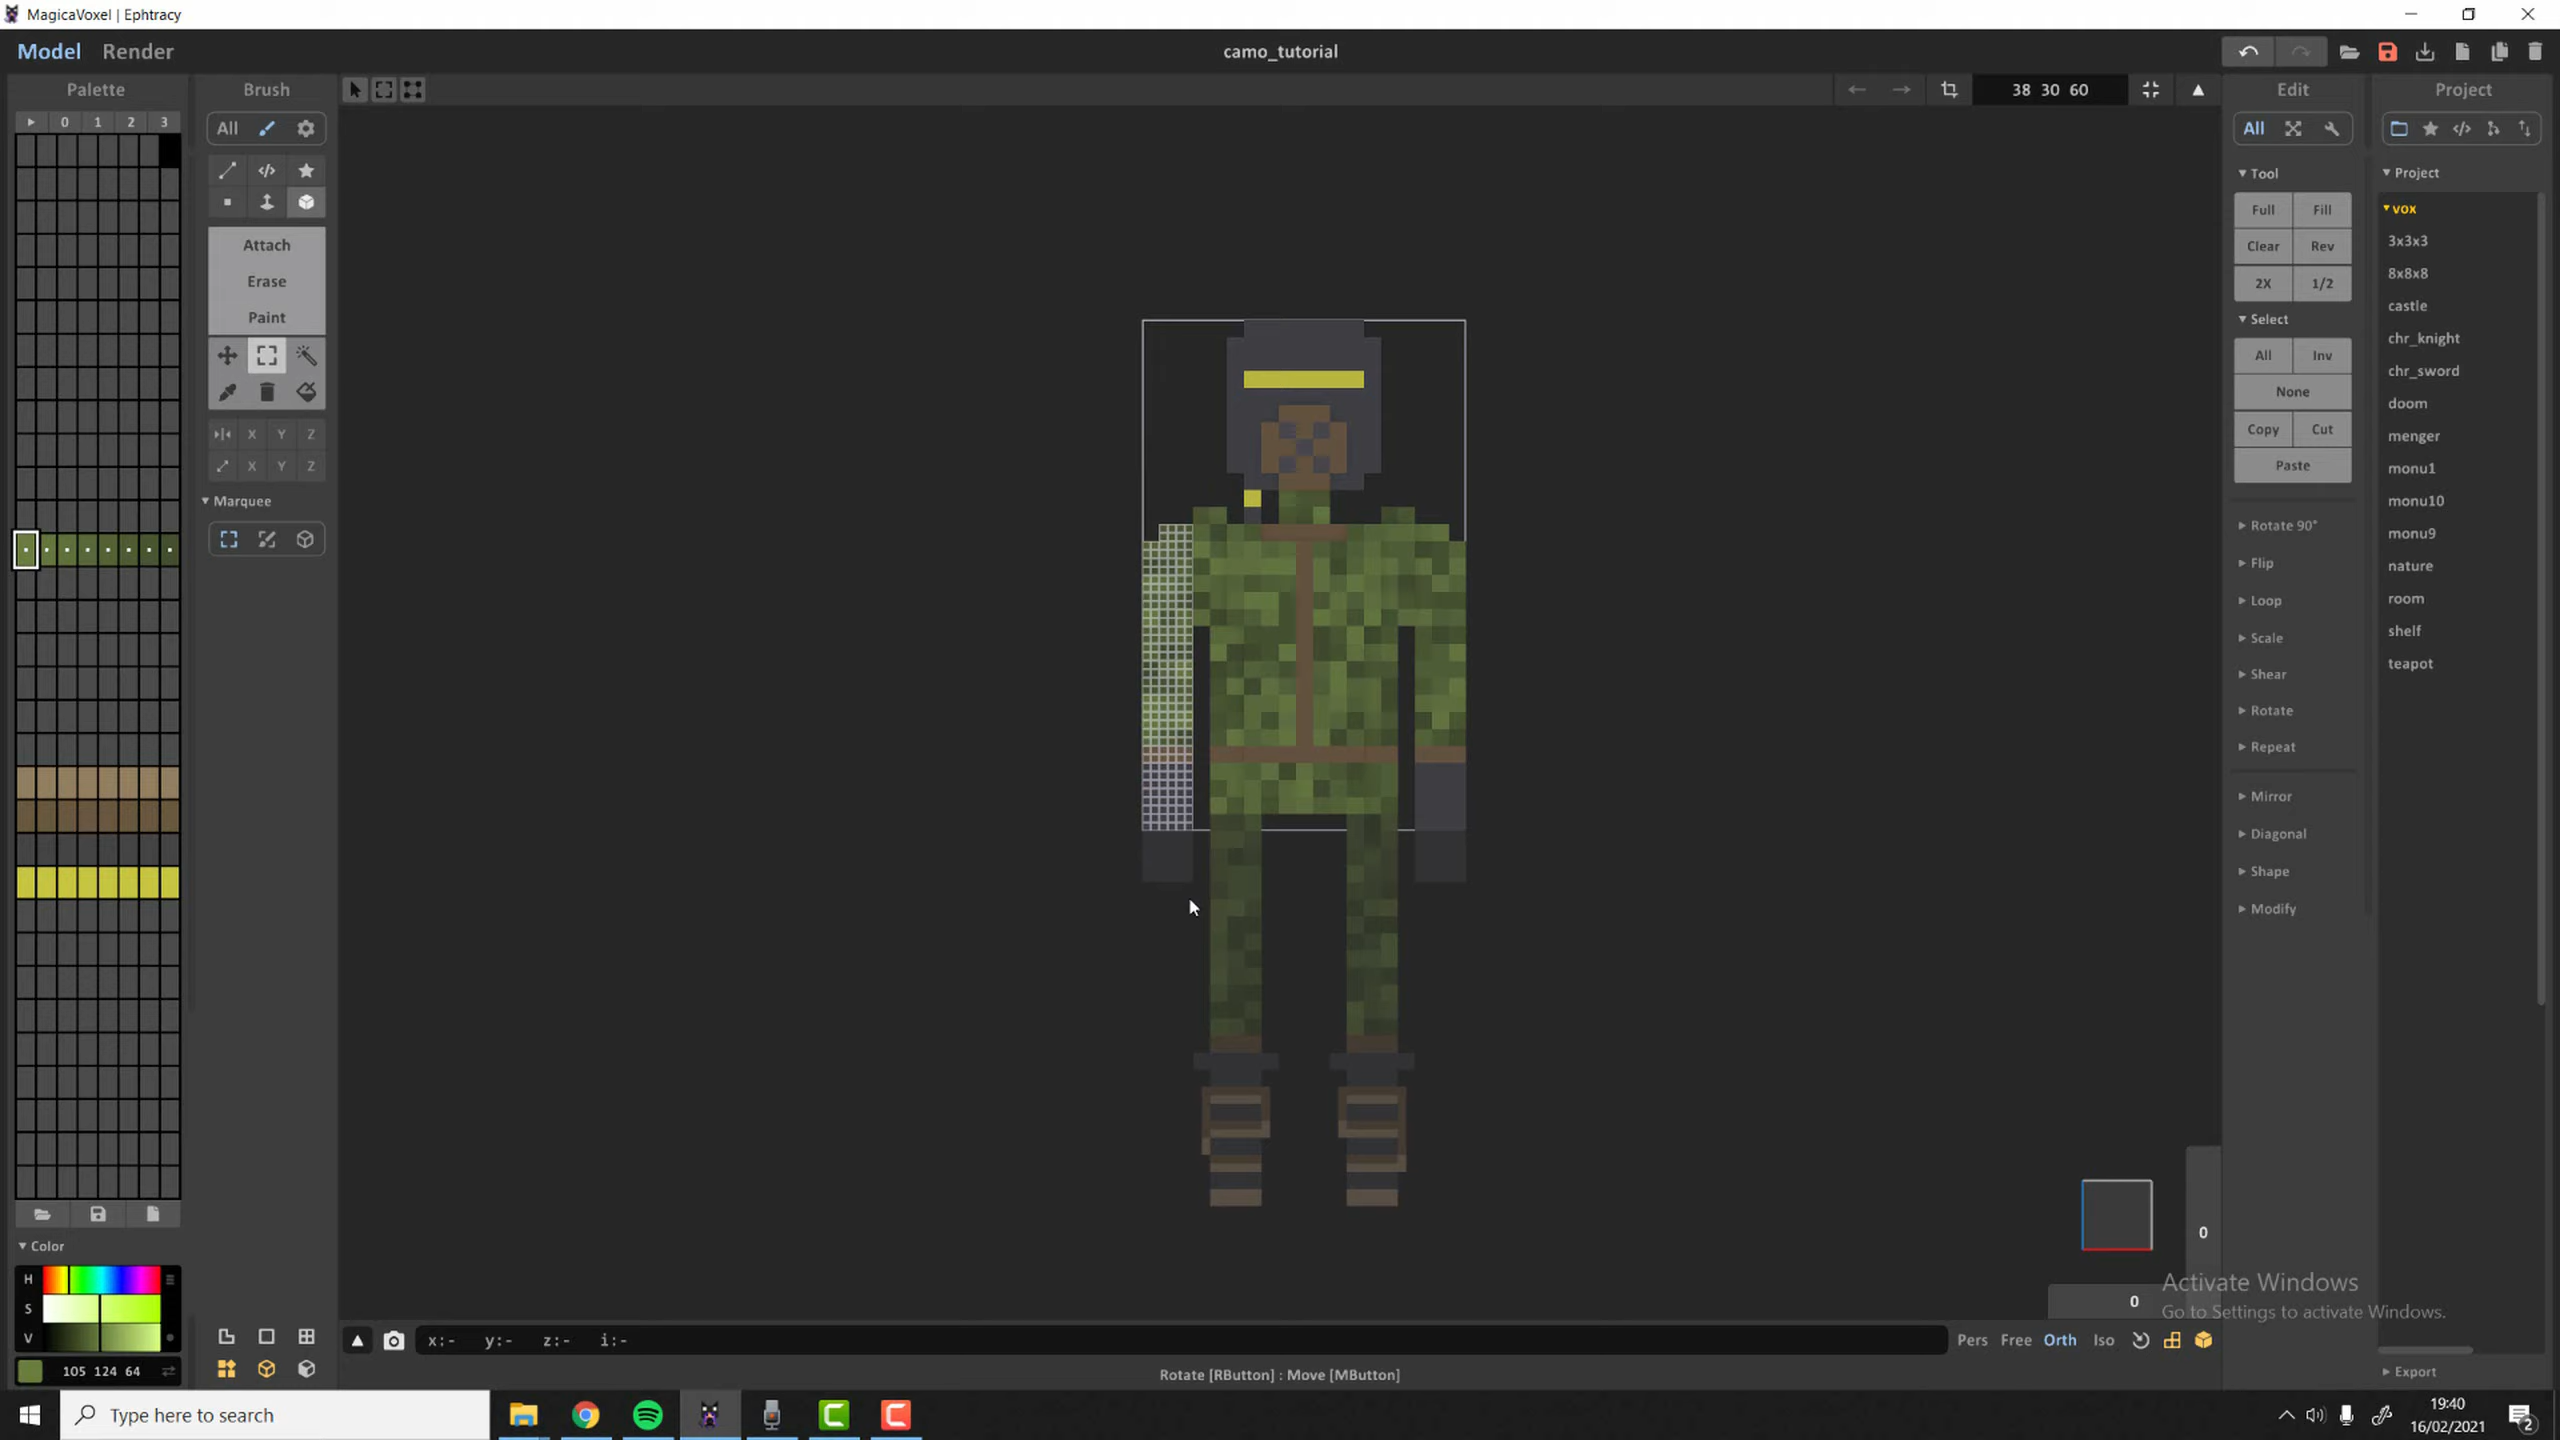 MagicaVoxel | Ephtracy
Model
Render
camo_tutorial
Palette
Brush
38 30 60
Edit
Project
0 1 2 3
All
All
Tool
Project
Full
Fill
vox
Attach
Clear
Rev
3x3x3
Erase
2X
1/2
8x8x8
castle
Paint
Select
chr_knight
All
Inv
chr_sword
None
doom
Copy
Cut
menger
X Y Z
Paste
monu1
X Y Z
monu10
Marquee
Rotate 90°
monu9
Flip
nature
Loop
room
Scale
shelf
Shear
teapot
Rotate
Repeat
Mirror
Diagonal
Shape
Modify
0
Color
H
S
V
0
Activate Windows
Go to Settings to activate Windows.
x:- y:- z:- i:-
Pers Free Orth Iso
105 124 64
Rotate [RButton] : Move [MButton]
Export
Type here to search
19:40
16/02/2021
2